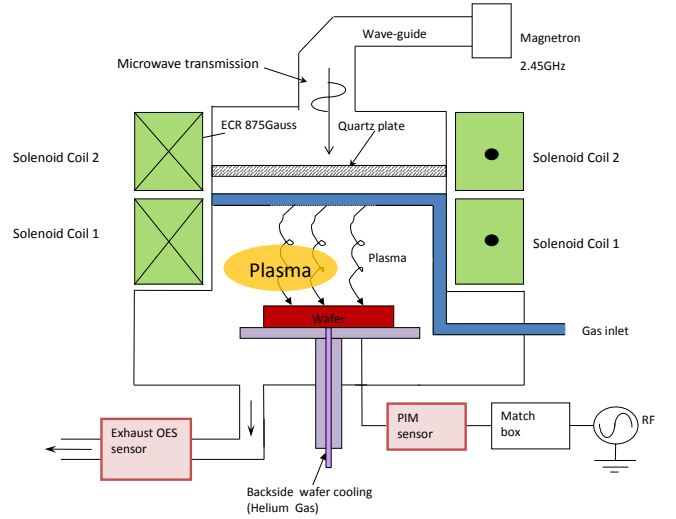 Wave-guide
Magnetron
2.45GHz
Microwave transmission
ECR 875Gauss
Quartz plate
Solenoid Coil 2
Solenoid Coil 2
Solenoid Coil 1
Solenoid Coil 1
Plasma
Plasma
Wafer
Gas inlet
Exhaust OES
sensor
PIM
sensor
Match
box
RF
Backside wafer cooling
(Helium Gas)